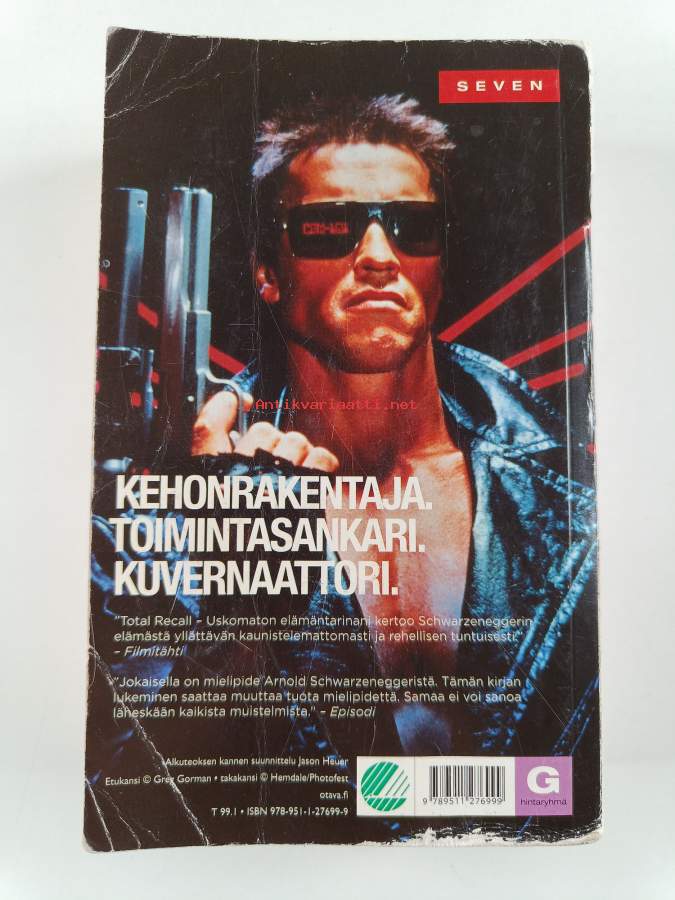 SEVEN
Antikvariaatti.net
KEHONRAKENTAJA.
TOIMINTASANKARI.
KUVERNAATTORI.
"Total Recall – Uskomaton elämäntarinani kertoo Schwarzeneggerin
elämästä yllättävän kaunistelemattomasti ja rehellisen tuntuisesti."
– Filmitähti
"Jokaisella on mielipide Arnold Schwarzeneggeristä. Tämän kirjan
lukeminen saattaa muuttaa tuota mielipidettä. Samaa ei voi sanoa
läheskään kaikista muistelmista." – Episodi
Alkuteoksen kannen suunnittelu Jason Heuer
Etukansi © Greg Gorman • takakansi © Hemdale/Photofest
otava.fi
T 99.1 • ISBN 978-951-1-27699-9
9 789511 276999
G
hintaryhmä